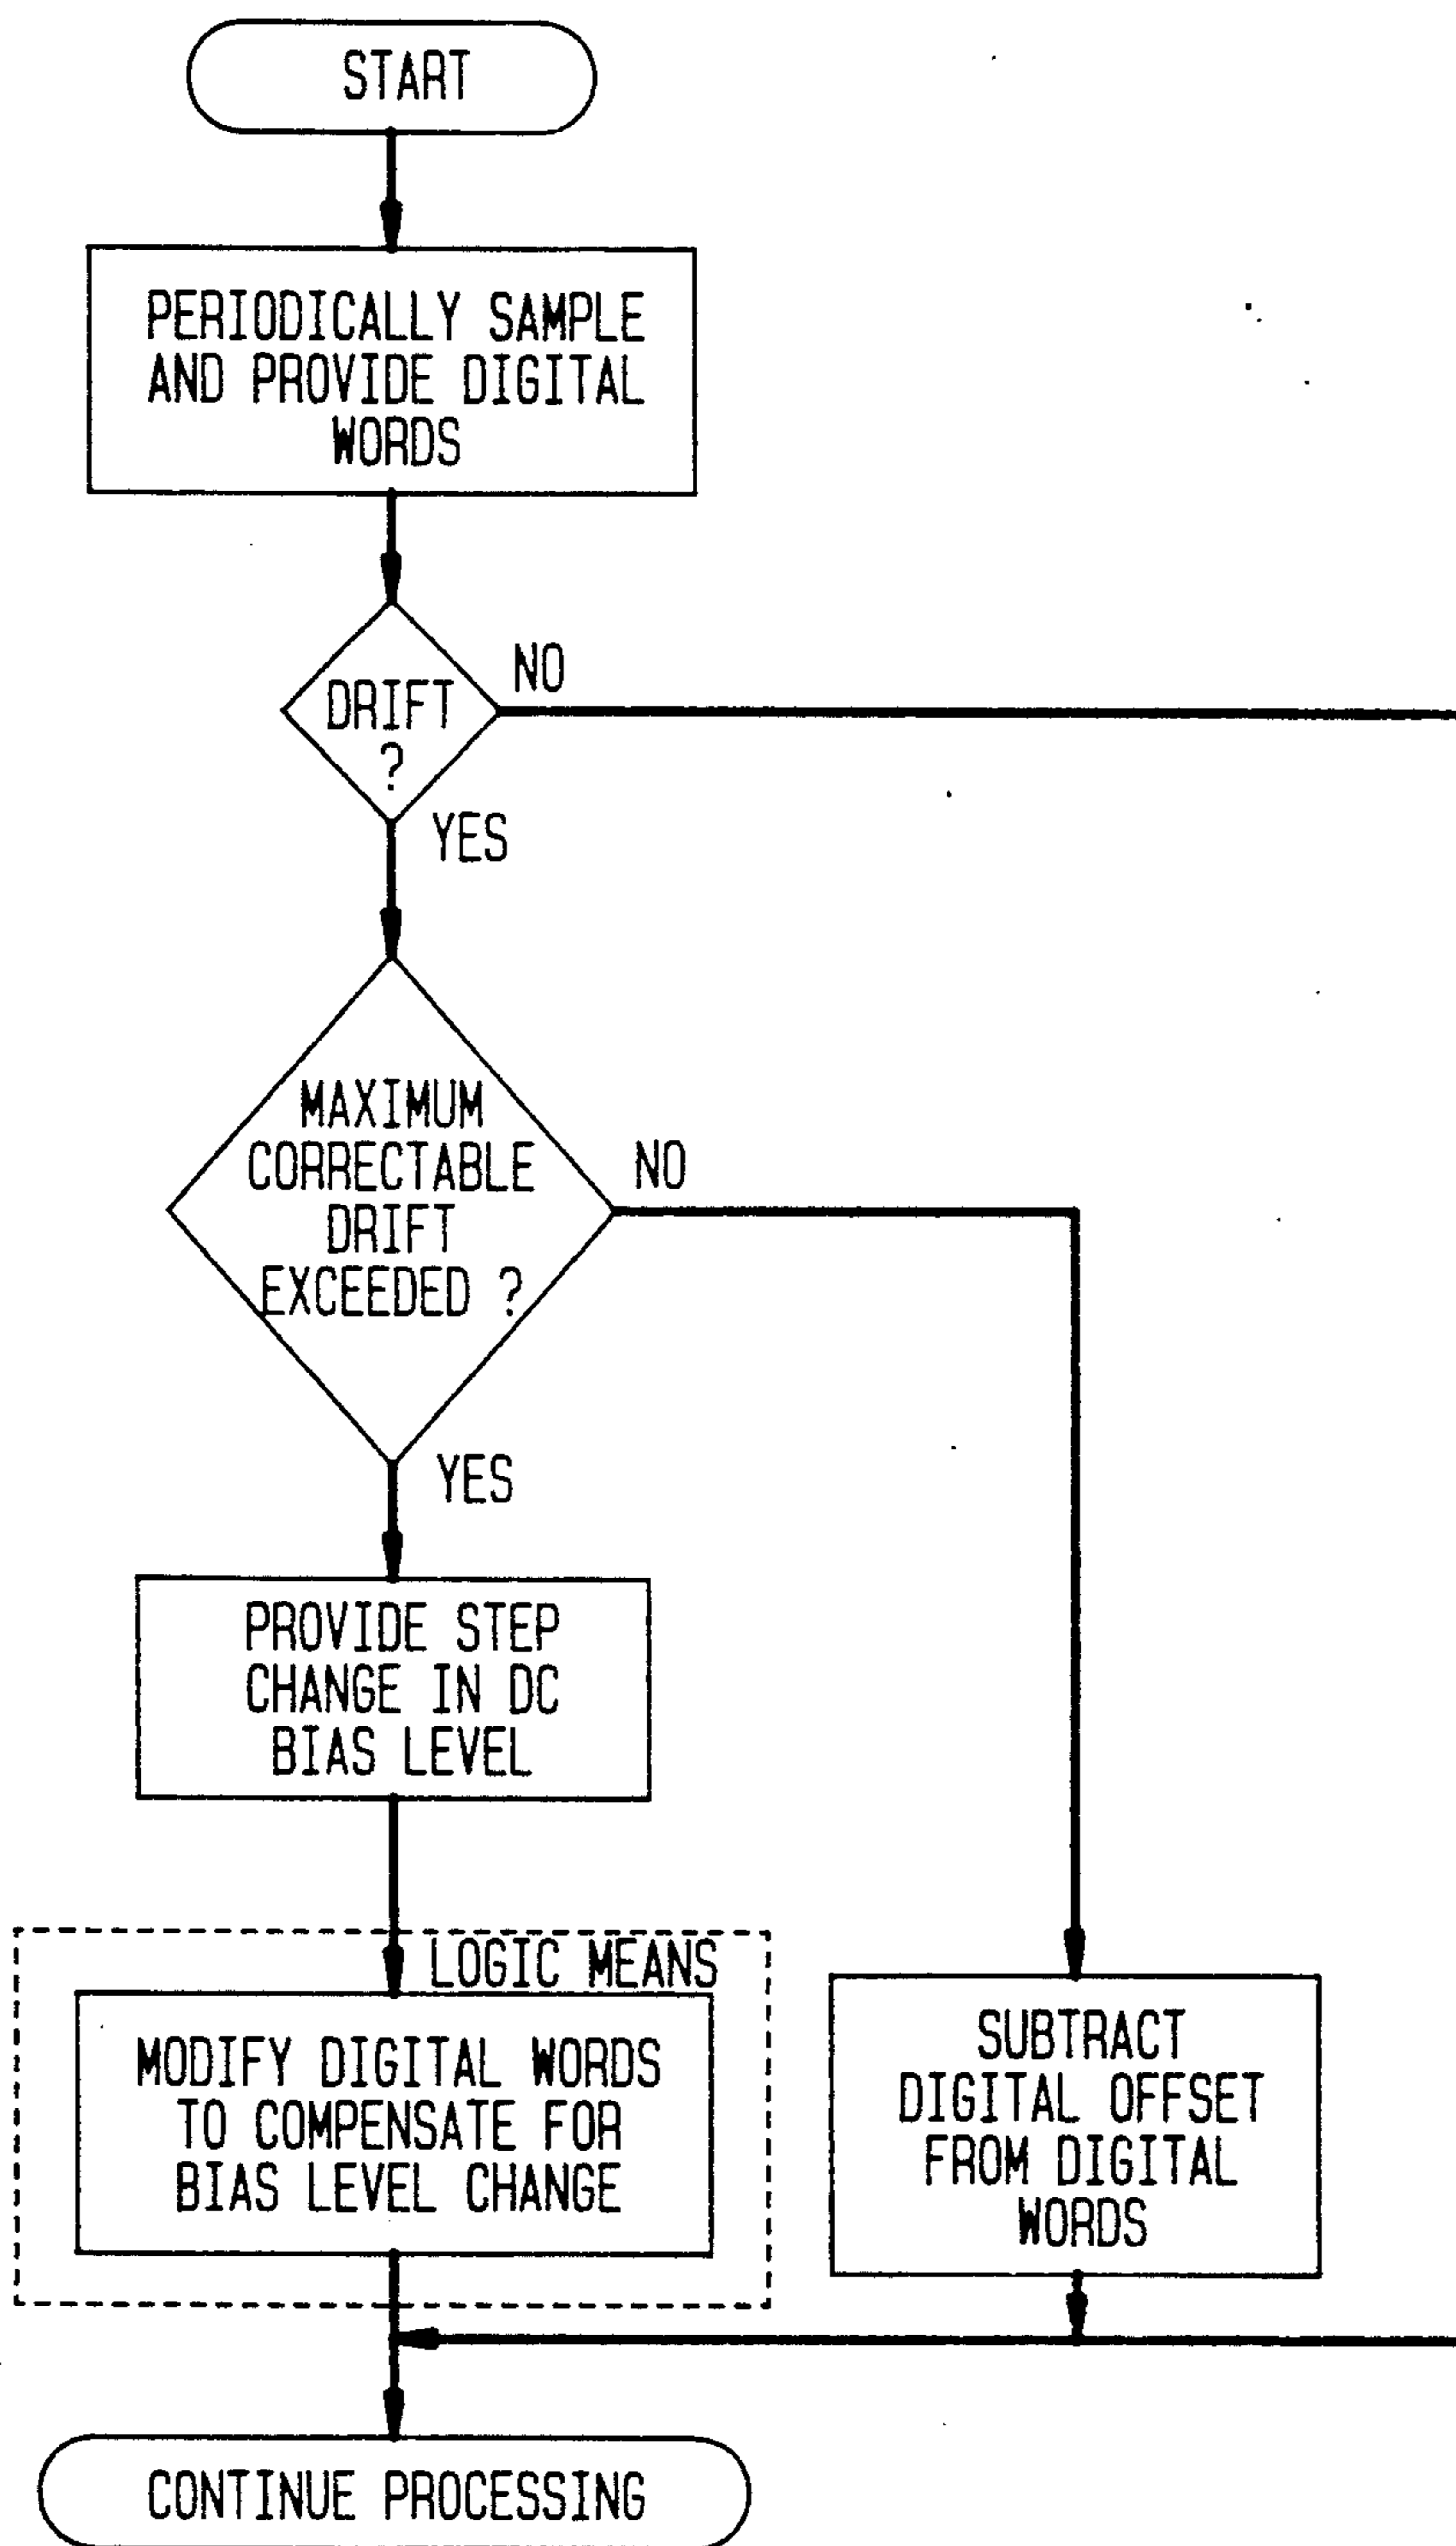 START
PERIODICALLY SAMPLE
AND PROVIDE DIGITAL
WORDS
DRIFT
?
NO
YES
MAXIMUM
CORRECTABLE
DRIFT
EXCEEDED ?
NO
YES
PROVIDE STEP
CHANGE IN DC
BIAS LEVEL
LOGIC MEANS
MODIFY DIGITAL WORDS
TO COMPENSATE FOR
BIAS LEVEL CHANGE
SUBTRACT
DIGITAL OFFSET
FROM DIGITAL
WORDS
CONTINUE PROCESSING